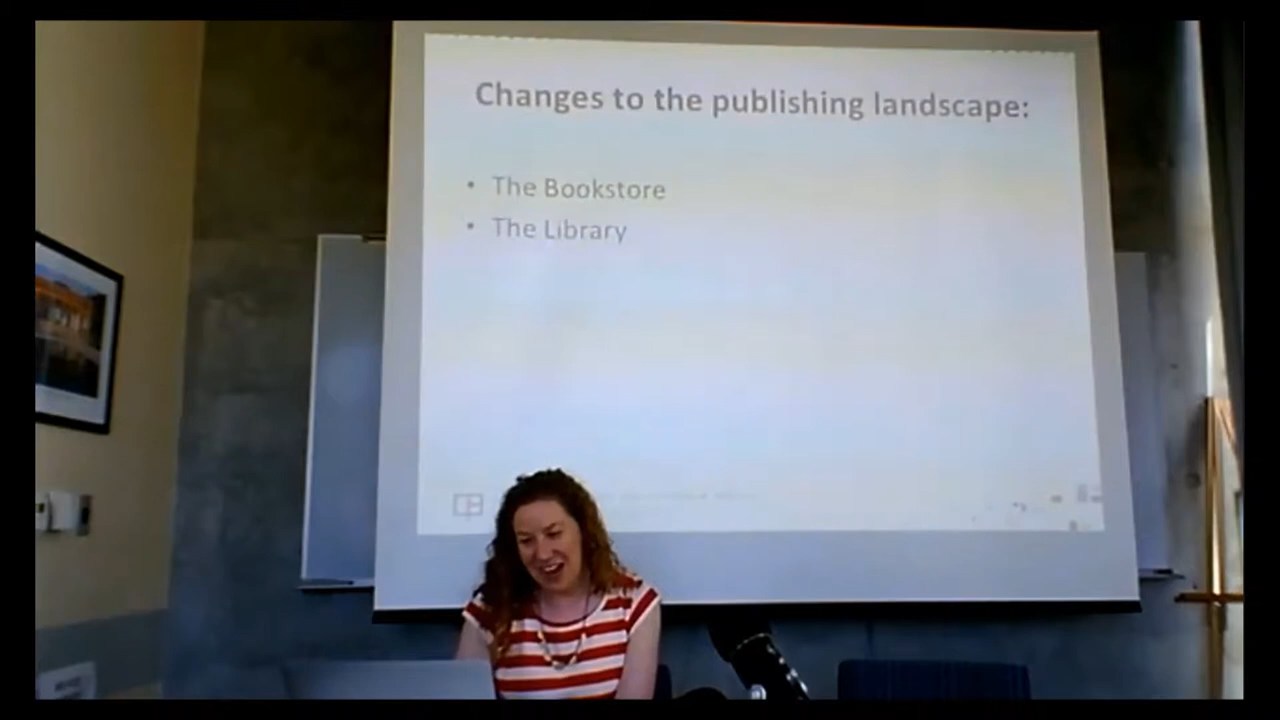 Changes to the publishing landscape:
• The Bookstore
• The Library